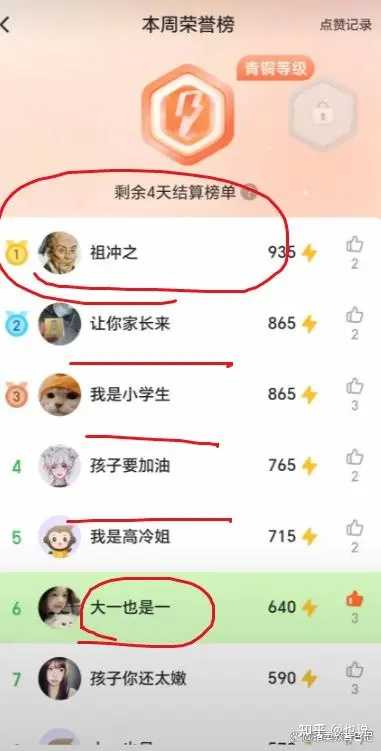 本周荣誉榜
点赞记录
青铜等级
剩余4天结算榜单
1 祖冲之 935 2
2 让你家长来 865 2
3 我是小学生 865 3
4 孩子要加油 765 2
5 我是高冷姐 715 2
6 大一也是一 640 3
7 孩子你还太嫩 590 3
知乎